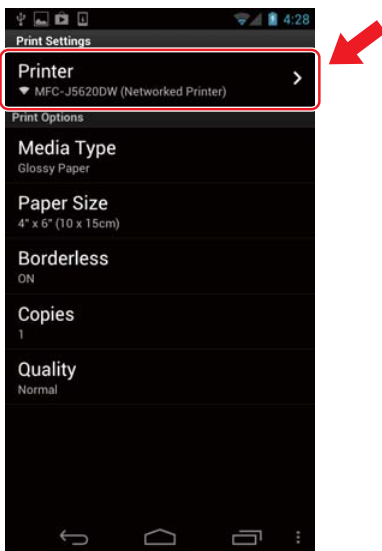 4:28
Print Settings
Printer
MFC-J5620DW (Networked Printer)
Print Options
Media Type
Glossy Paper
Paper Size
4" x 6" (10 x 15cm)
Borderless
ON
Copies
1
Quality
Normal